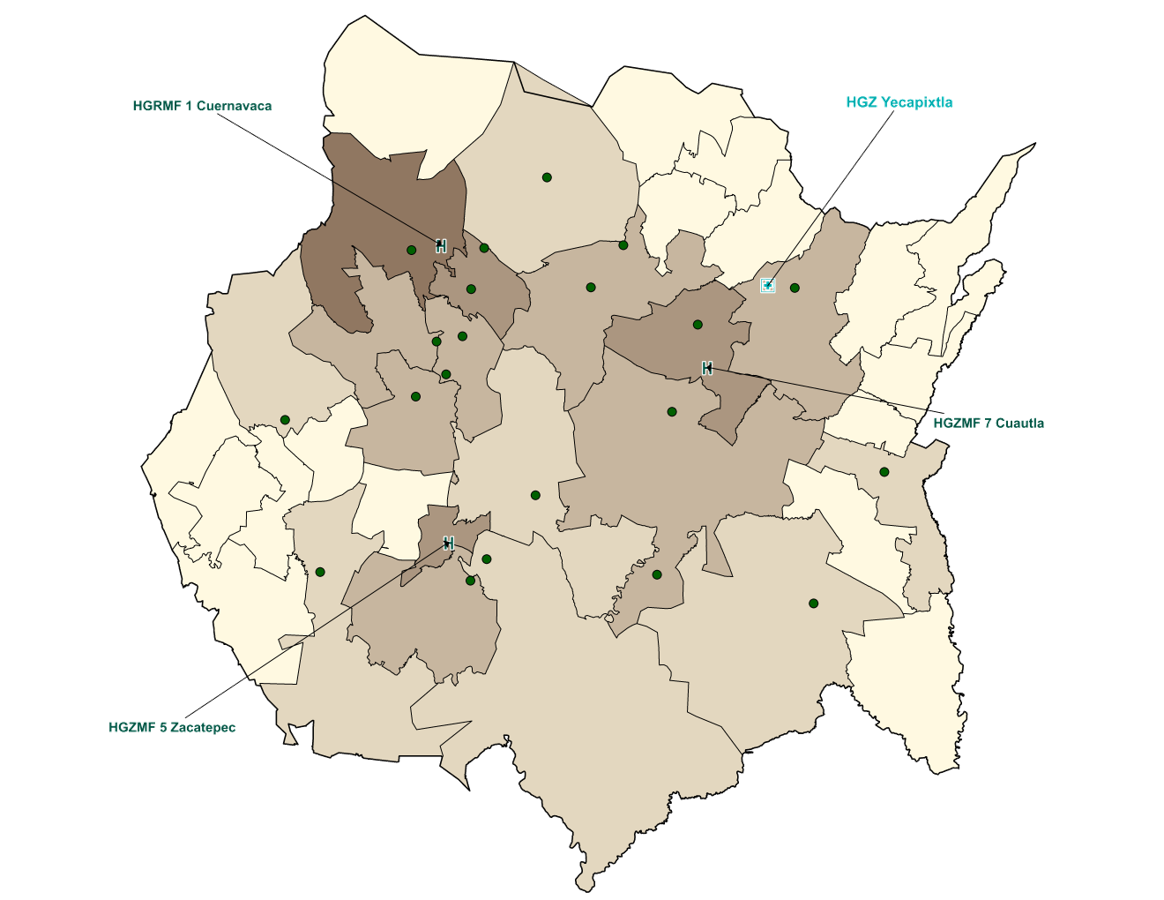 HGZ Yecapixtla
HGRMF 1 Cuernavaca
H
H
HGZMF 7 Cuautla
H
HGZMF 5 Zacatepec